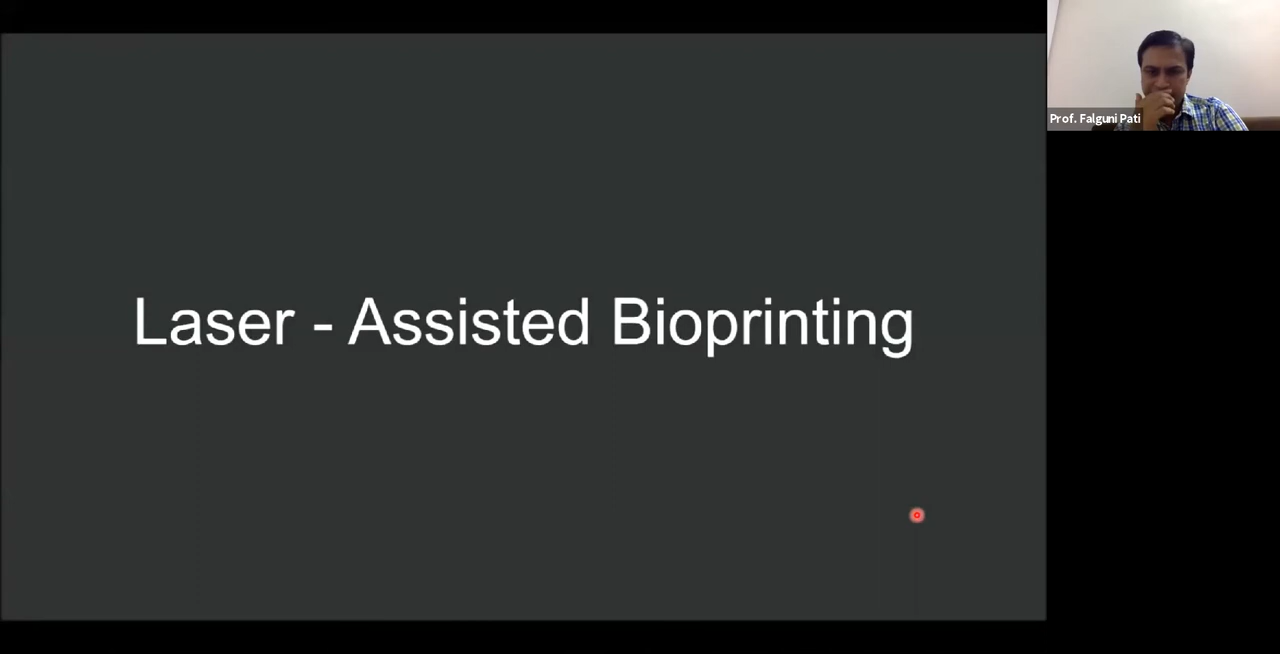 Prof. Falguni Pati
Laser - Assisted Bioprinting